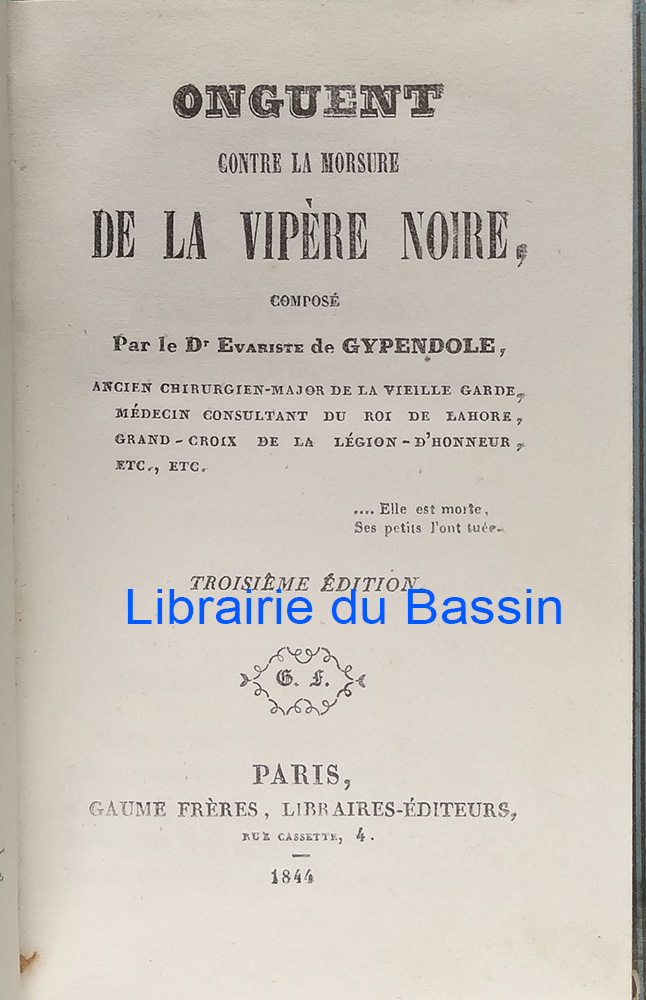 ONGUENT
CONTRE LA MORSURE
DE LA VIPÈRE NOIRE,
COMPOSÉ
Par le Dr EVARISTE de GYPENDOLE,
ANCIEN CHIRURGIEN-MAJOR DE LA VIEILLE GARDE,
MÉDECIN CONSULTANT DU ROI DE LAHORE,
GRAND-CROIX DE LA LÉGION-D'HONNEUR,
ETC., ETC.
.... Elle est morte,
Ses petits l'ont tuée.
TROISIÈME ÉDITION
Librairie du Bassin
G. F.
PARIS,
GAUME FRÈRES, LIBRAIRES-ÉDITEURS,
RUE CASSETTE, 4.
1844